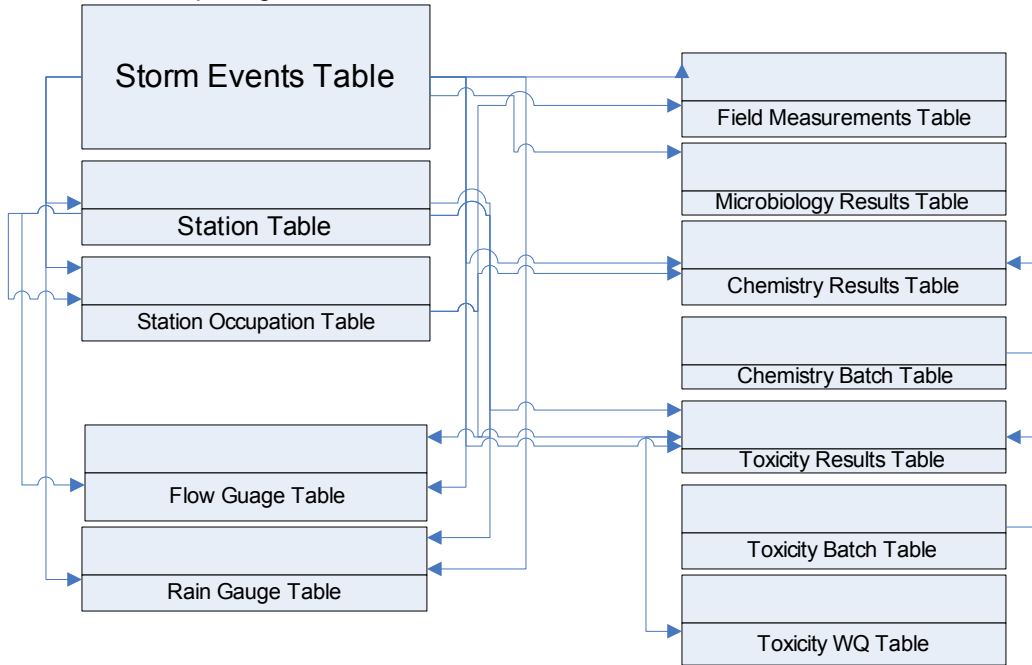 Storm Events Table
Station Table
Station Occupation Table
Flow Guage Table
Rain Gauge Table
Field Measurements Table
Microbiology Results Table
Chemistry Results Table
Chemistry Batch Table
Toxicity Results Table
Toxicity Batch Table
Toxicity WQ Table